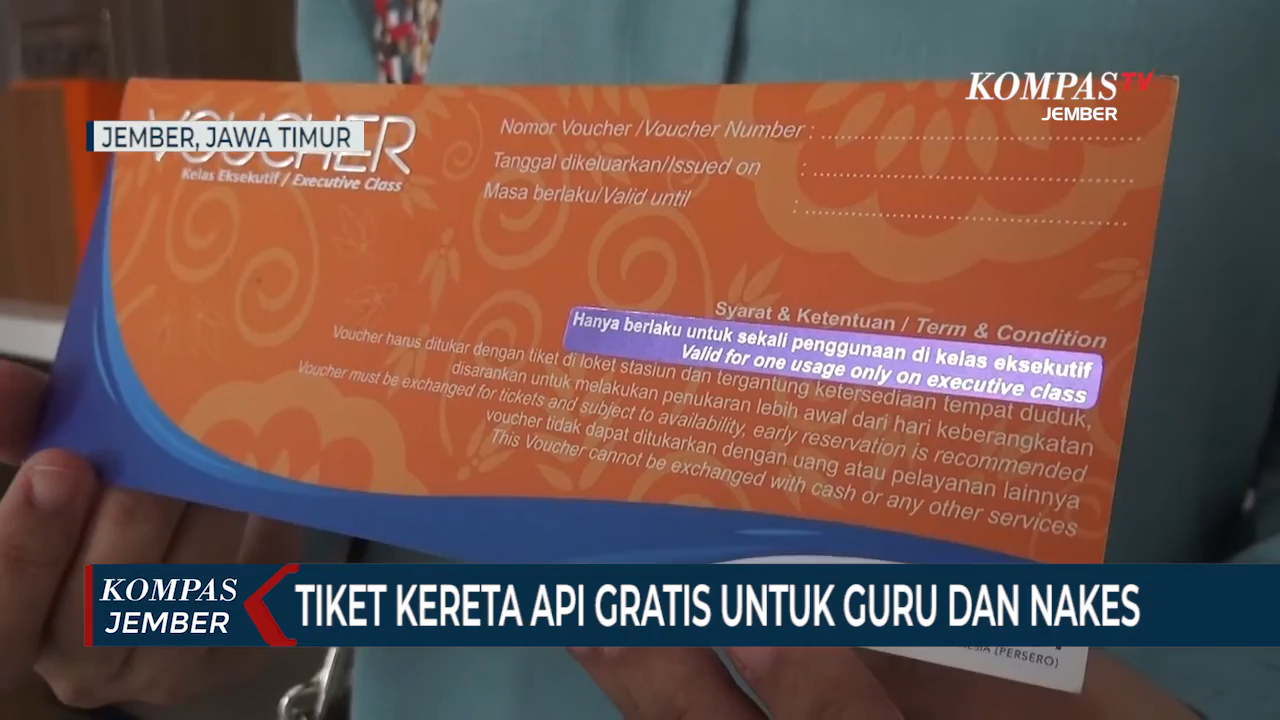 KOMPAS TV
JEMBER
JEMBER, JAWA TIMUR
VOUCHER
Kelas Eksekutif / Executive Class
Nomor Voucher /Voucher Number :
Tanggal dikeluarkan/Issued on :
Masa berlaku/Valid until :
Syarat & Ketentuan / Term & Condition
Hanya berlaku untuk sekali penggunaan di kelas eksekutif
Valid for one usage only on executive class
Voucher harus ditukar dengan tiket di loket stasiun dan tergantung ketersediaan tempat duduk,
disarankan untuk melakukan penukaran lebih awal dari hari keberangkatan
Voucher must be exchanged for tickets and subject to availability, early reservation is recommended
voucher tidak dapat ditukarkan dengan uang atau pelayanan lainnya
This Voucher cannot be exchanged with cash or any other services
KOMPAS
JEMBER
TIKET KERETA API GRATIS UNTUK GURU DAN NAKES
(PERSERO)